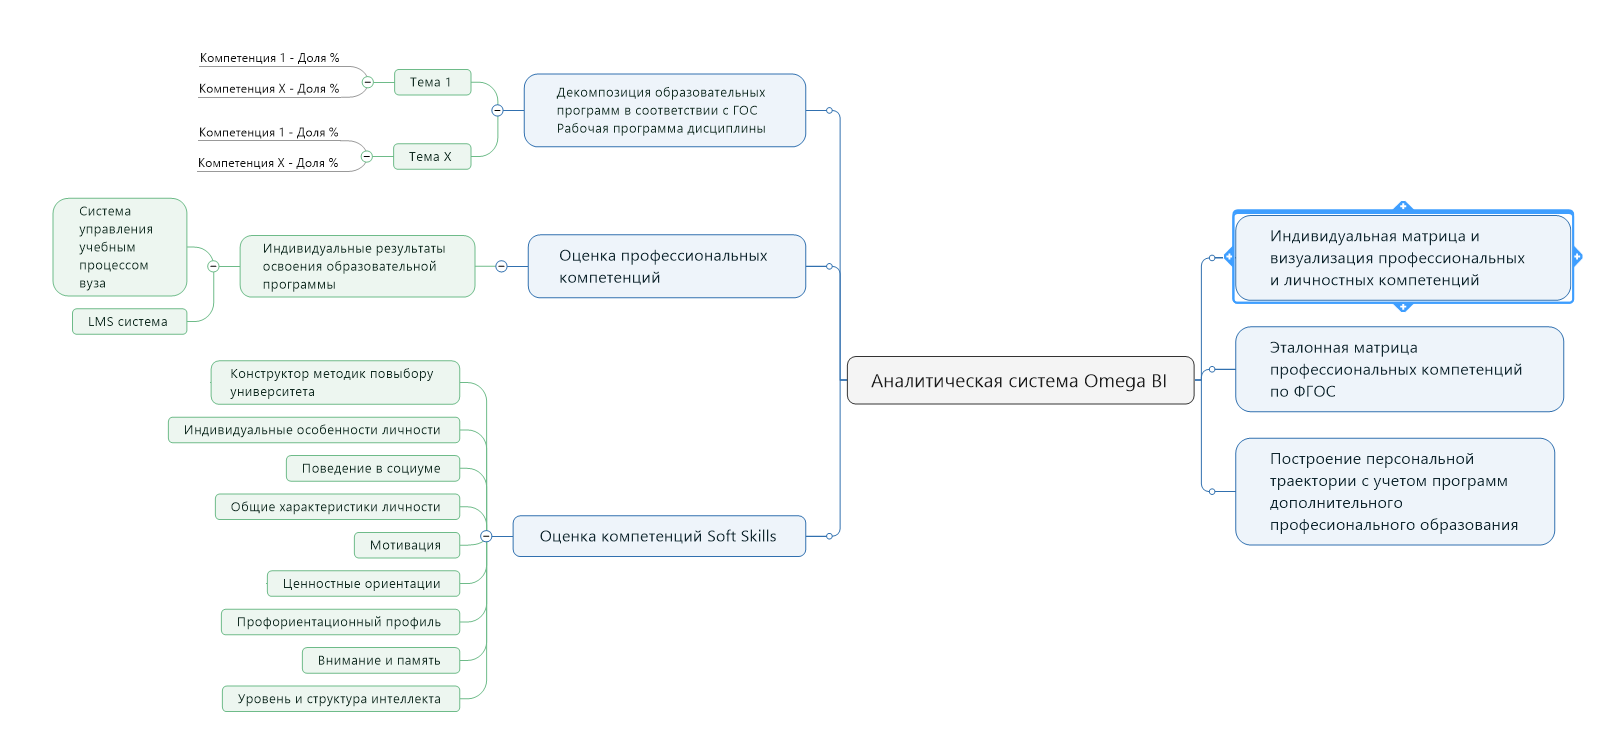 Компетенция 1 - Доля %
Компетенция X - Доля %
Тема 1
Компетенция 1 - Доля %
Компетенция X - Доля %
Тема X
Декомпозиция образовательных
программ в соответствии с ГОС
Рабочая программа дисциплины
Система
управления
учебным
процессом
вуза
LMS система
Индивидуальные результаты
освоения образовательной
программы
Оценка профессиональных
компетенций
Конструктор методик повыбору
университета
Индивидуальные особенности личности
Поведение в социуме
Общие характеристики личности
Мотивация
Ценностные ориентации
Профориентационный профиль
Внимание и память
Уровень и структура интеллекта
Оценка компетенций Soft Skills
Аналитическая система Omega BI
Индивидуальная матрица и
визуализация профессиональных
и личностных компетенций
Эталонная матрица
профессиональных компетенций
по ФГОС
Построение персональной
траектории с учетом программ
дополнительного
професионального образования